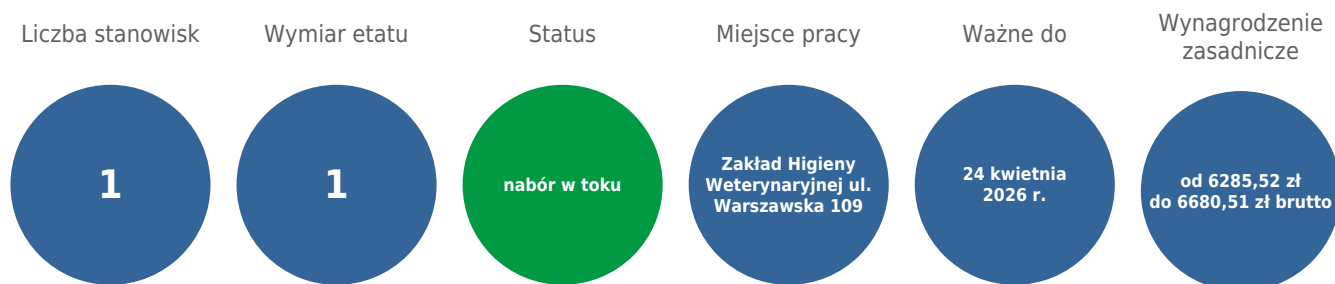 Liczba stanowisk
1
Wymiar etatu
1
Status
nabór w toku
Miejsce pracy
Zakład Higieny
Weterynaryjnej ul.
Warszawska 109
Ważne do
24 kwietnia
2026 r.
Wynagrodzenie
zasadnicze
od 6285,52 zł
do 6680,51 zł brutto